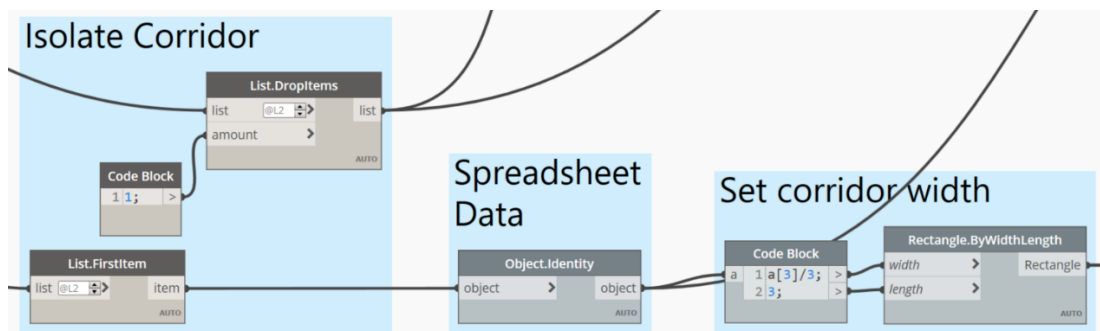 Isolate Corridor
List.DropItems
list @L2 > list
amount >
AUTO
Code Block
1 1; >
List.FirstItem
list @L2 > item
AUTO
Spreadsheet
Data
Object.Identity
object > object
AUTO
Set corridor width
Code Block
a 1 a[3]/3; >
2 3; >
Rectangle.ByWidthLength
width > Rectangle
length >
AUTO